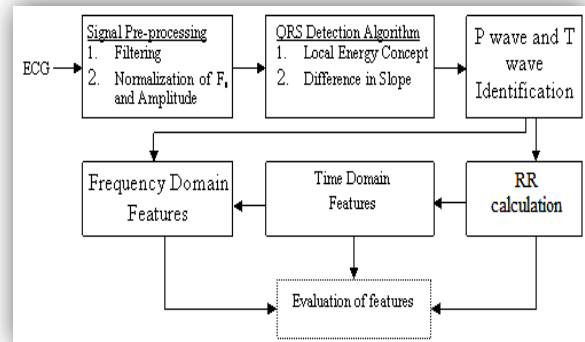 ECG
Signal Pre-processing
1. Filtering
2. Normalization of Fs
and Amplitude
QRS Detection Algorithm
1. Local Energy Concept
2. Difference in Slope
P wave and T
wave
Identification
Frequency Domain
Features
Time Domain
Features
RR
calculation
Evaluation of features